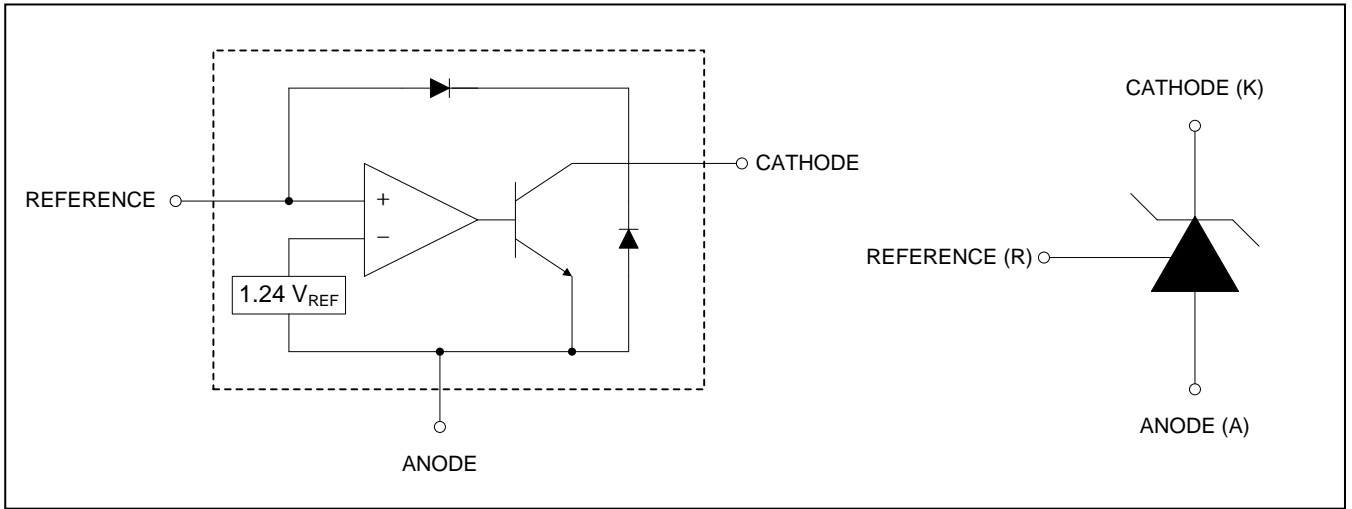 CATHODE (K)
CATHODE
REFERENCE
+
−
REFERENCE (R)
1.24 VREF
ANODE (A)
ANODE